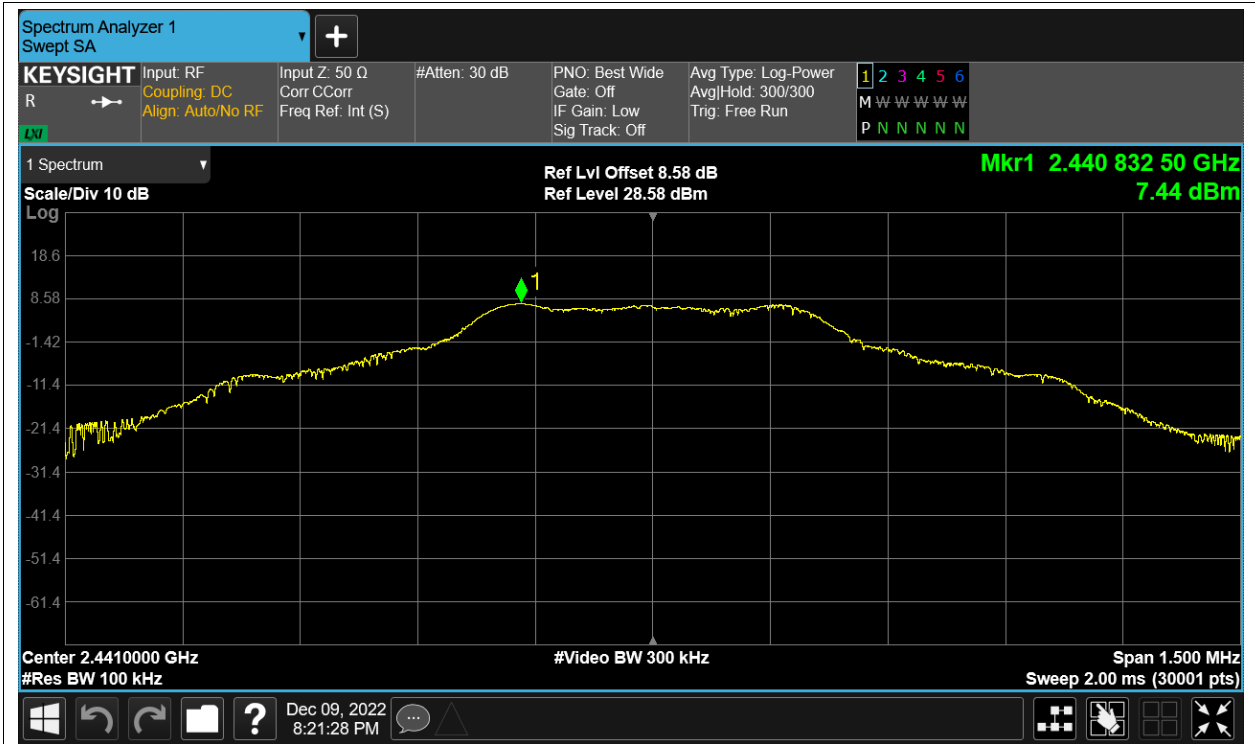 Spectrum Analyzer 1
Swept SA
KEYSIGHT
R
LXI
Input: RF
Coupling: DC
Align: Auto/No RF
Input Z: 50 Ω
Corr CCorr
Freq Ref: Int (S)
#Atten: 30 dB
PNO: Best Wide
Gate: Off
IF Gain: Low
Sig Track: Off
Avg Type: Log-Power
Avg|Hold: 300/300
Trig: Free Run
1 2 3 4 5 6
M W W W W W W
P N N N N N N
1 Spectrum
Scale/Div 10 dB
Log
Ref Lvl Offset 8.58 dB
Ref Level 28.58 dBm
Mkr1 2.440 832 50 GHz
7.44 dBm
18.6
8.58
-1.42
-11.4
-21.4
-31.4
-41.4
-51.4
-61.4
1
Center 2.4410000 GHz
#Video BW 300 kHz
Span 1.500 MHz
#Res BW 100 kHz
Sweep 2.00 ms (30001 pts)
?
Dec 09, 2022
8:21:28 PM